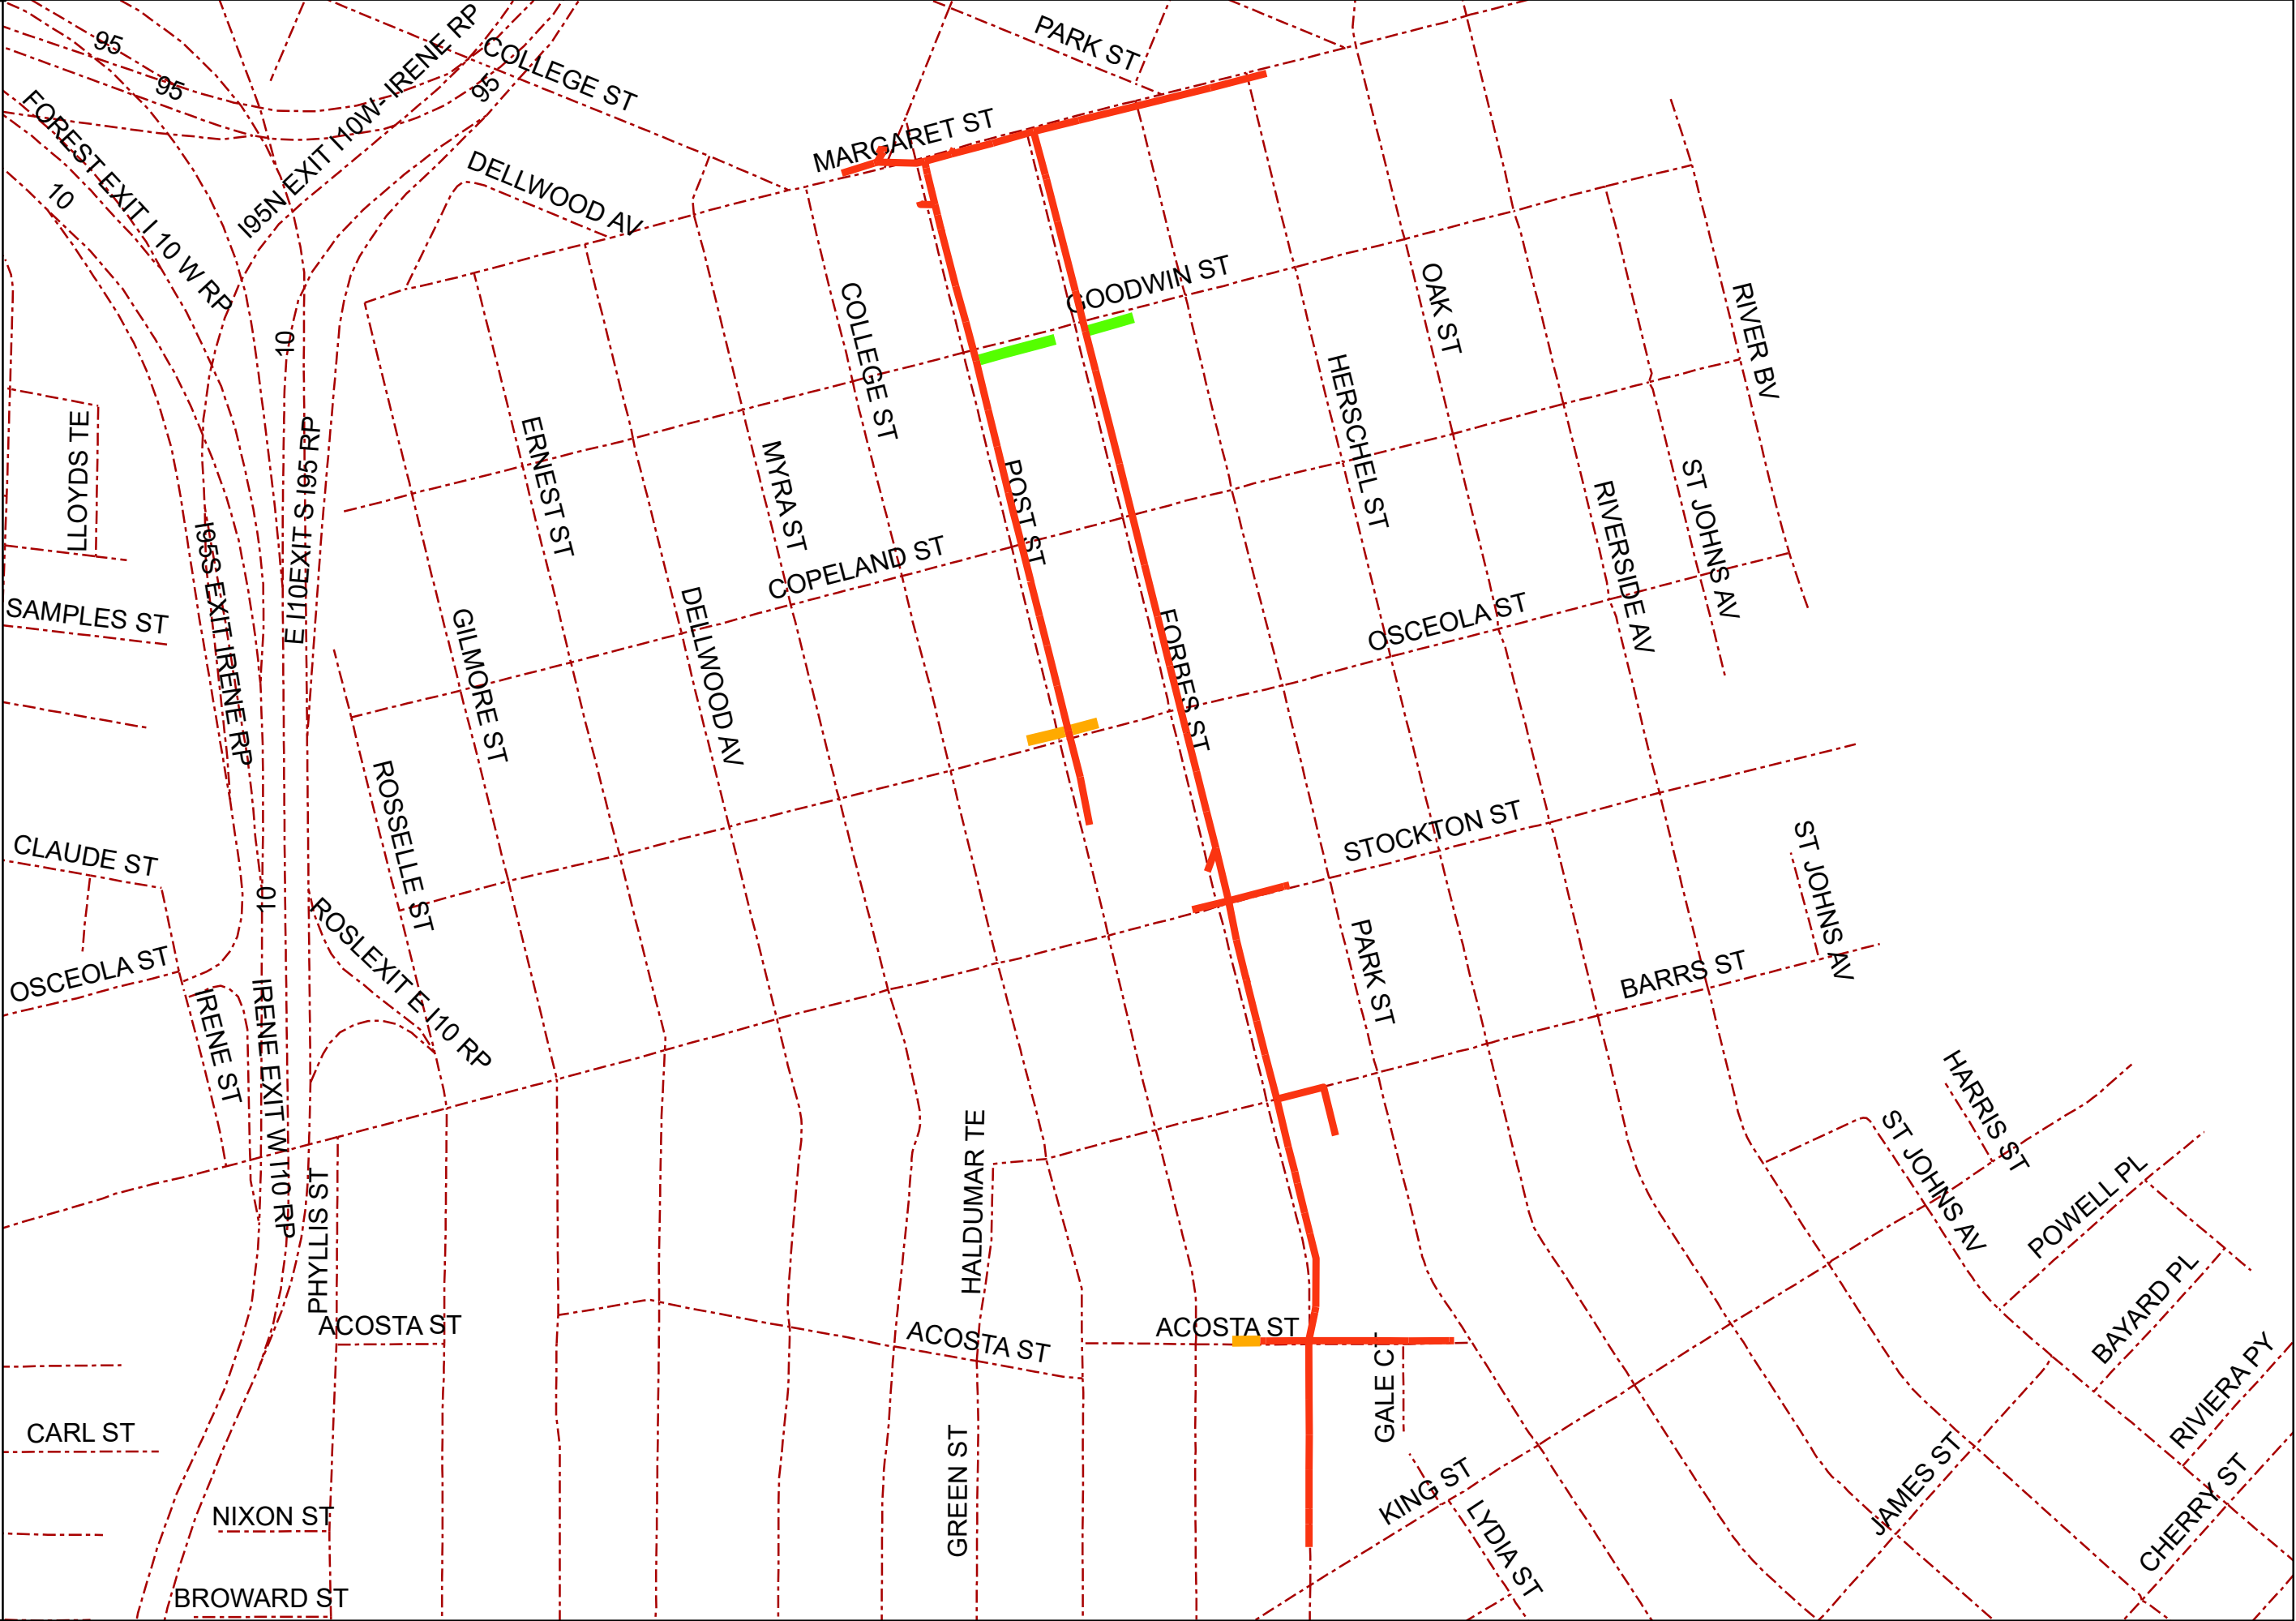 95
PARK ST
COLLEGE ST
95
95
I95N EXIT I10W- IRENE RP
FOREST EXIT I 10 W RP
MARGARET ST
DELLWOOD AV
10
GOODWIN ST
OAK ST
RIVER BV
COLLEGE ST
10
HERSCHEL ST
LLOYDS TE
E I10EXIT S I95 RP
ERNEST ST
MYRA ST
POST ST
ST JOHNS AV
RIVERSIDE AV
I95S EXIT IRENE RP
COPELAND ST
SAMPLES ST
OSCEOLA ST
GILMORE ST
DELLWOOD AV
FORBES ST
ROSSELLE ST
STOCKTON ST
ST JOHNS AV
CLAUDE ST
10
ROSLEXIT E I10 RP
PARK ST
OSCEOLA ST
BARRS ST
IRENE ST
IRENE EXIT W I10 RP
HARRIS ST
ST JOHNS AV
HALDUMAR TE
PHYLLIS ST
POWELL PL
BAYARD PL
ACOSTA ST
ACOSTA ST
ACOSTA ST
GALE C
RIVIERA PY
CARL ST
GREEN ST
KING ST
JAMES ST
CHERRY ST
LYDIA ST
NIXON ST
BROWARD ST